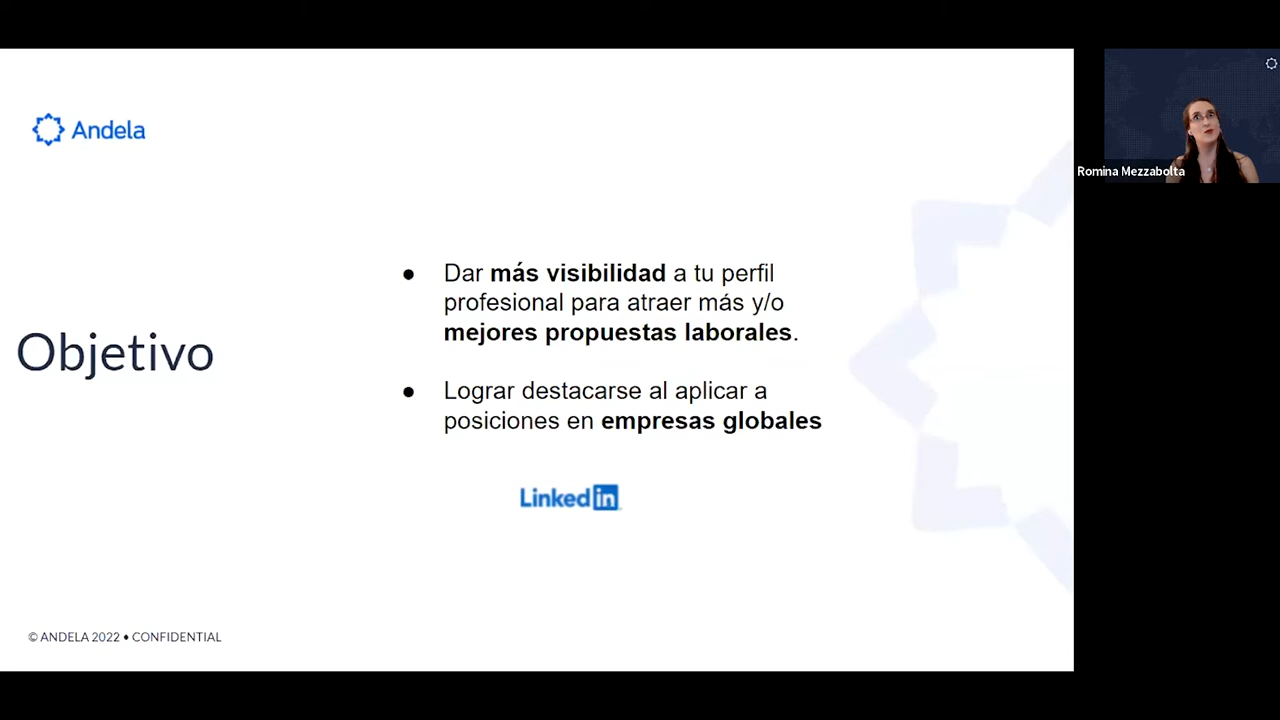 Andela
Romina Mezzabolta
Objetivo
● Dar más visibilidad a tu perfil
profesional para atraer más y/o
mejores propuestas laborales.
● Lograr destacarse al aplicar a
posiciones en empresas globales
Linkedin
© ANDELA 2022 • CONFIDENTIAL